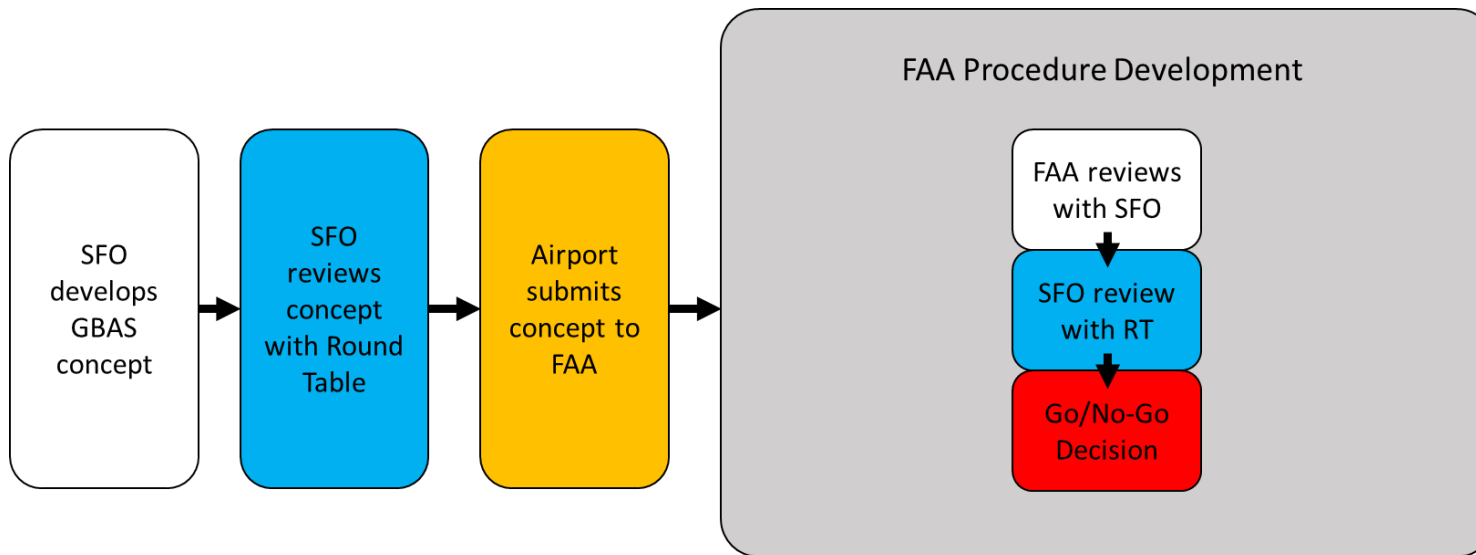 SFO
develops
GBAS
concept
SFO
reviews
concept
with Round
Table
Airport
submits
concept to
FAA
FAA Procedure Development
FAA reviews
with SFO
SFO review
with RT
Go/No-Go
Decision